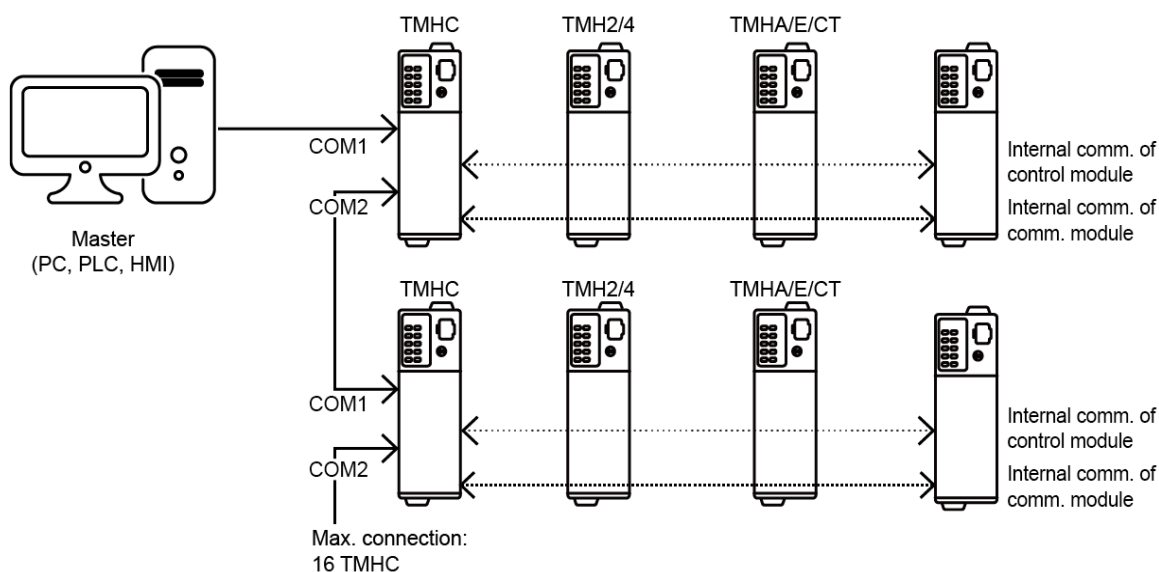 TMHC
TMH2/4
TMHA/E/CT
COM1
COM2
Internal comm. of
control module
Internal comm. of
comm. module
Master
(PC, PLC, HMI)
TMHC
TMH2/4
TMHA/E/CT
COM1
COM2
Internal comm. of
control module
Internal comm. of
comm. module
Max. connection:
16 TMHC